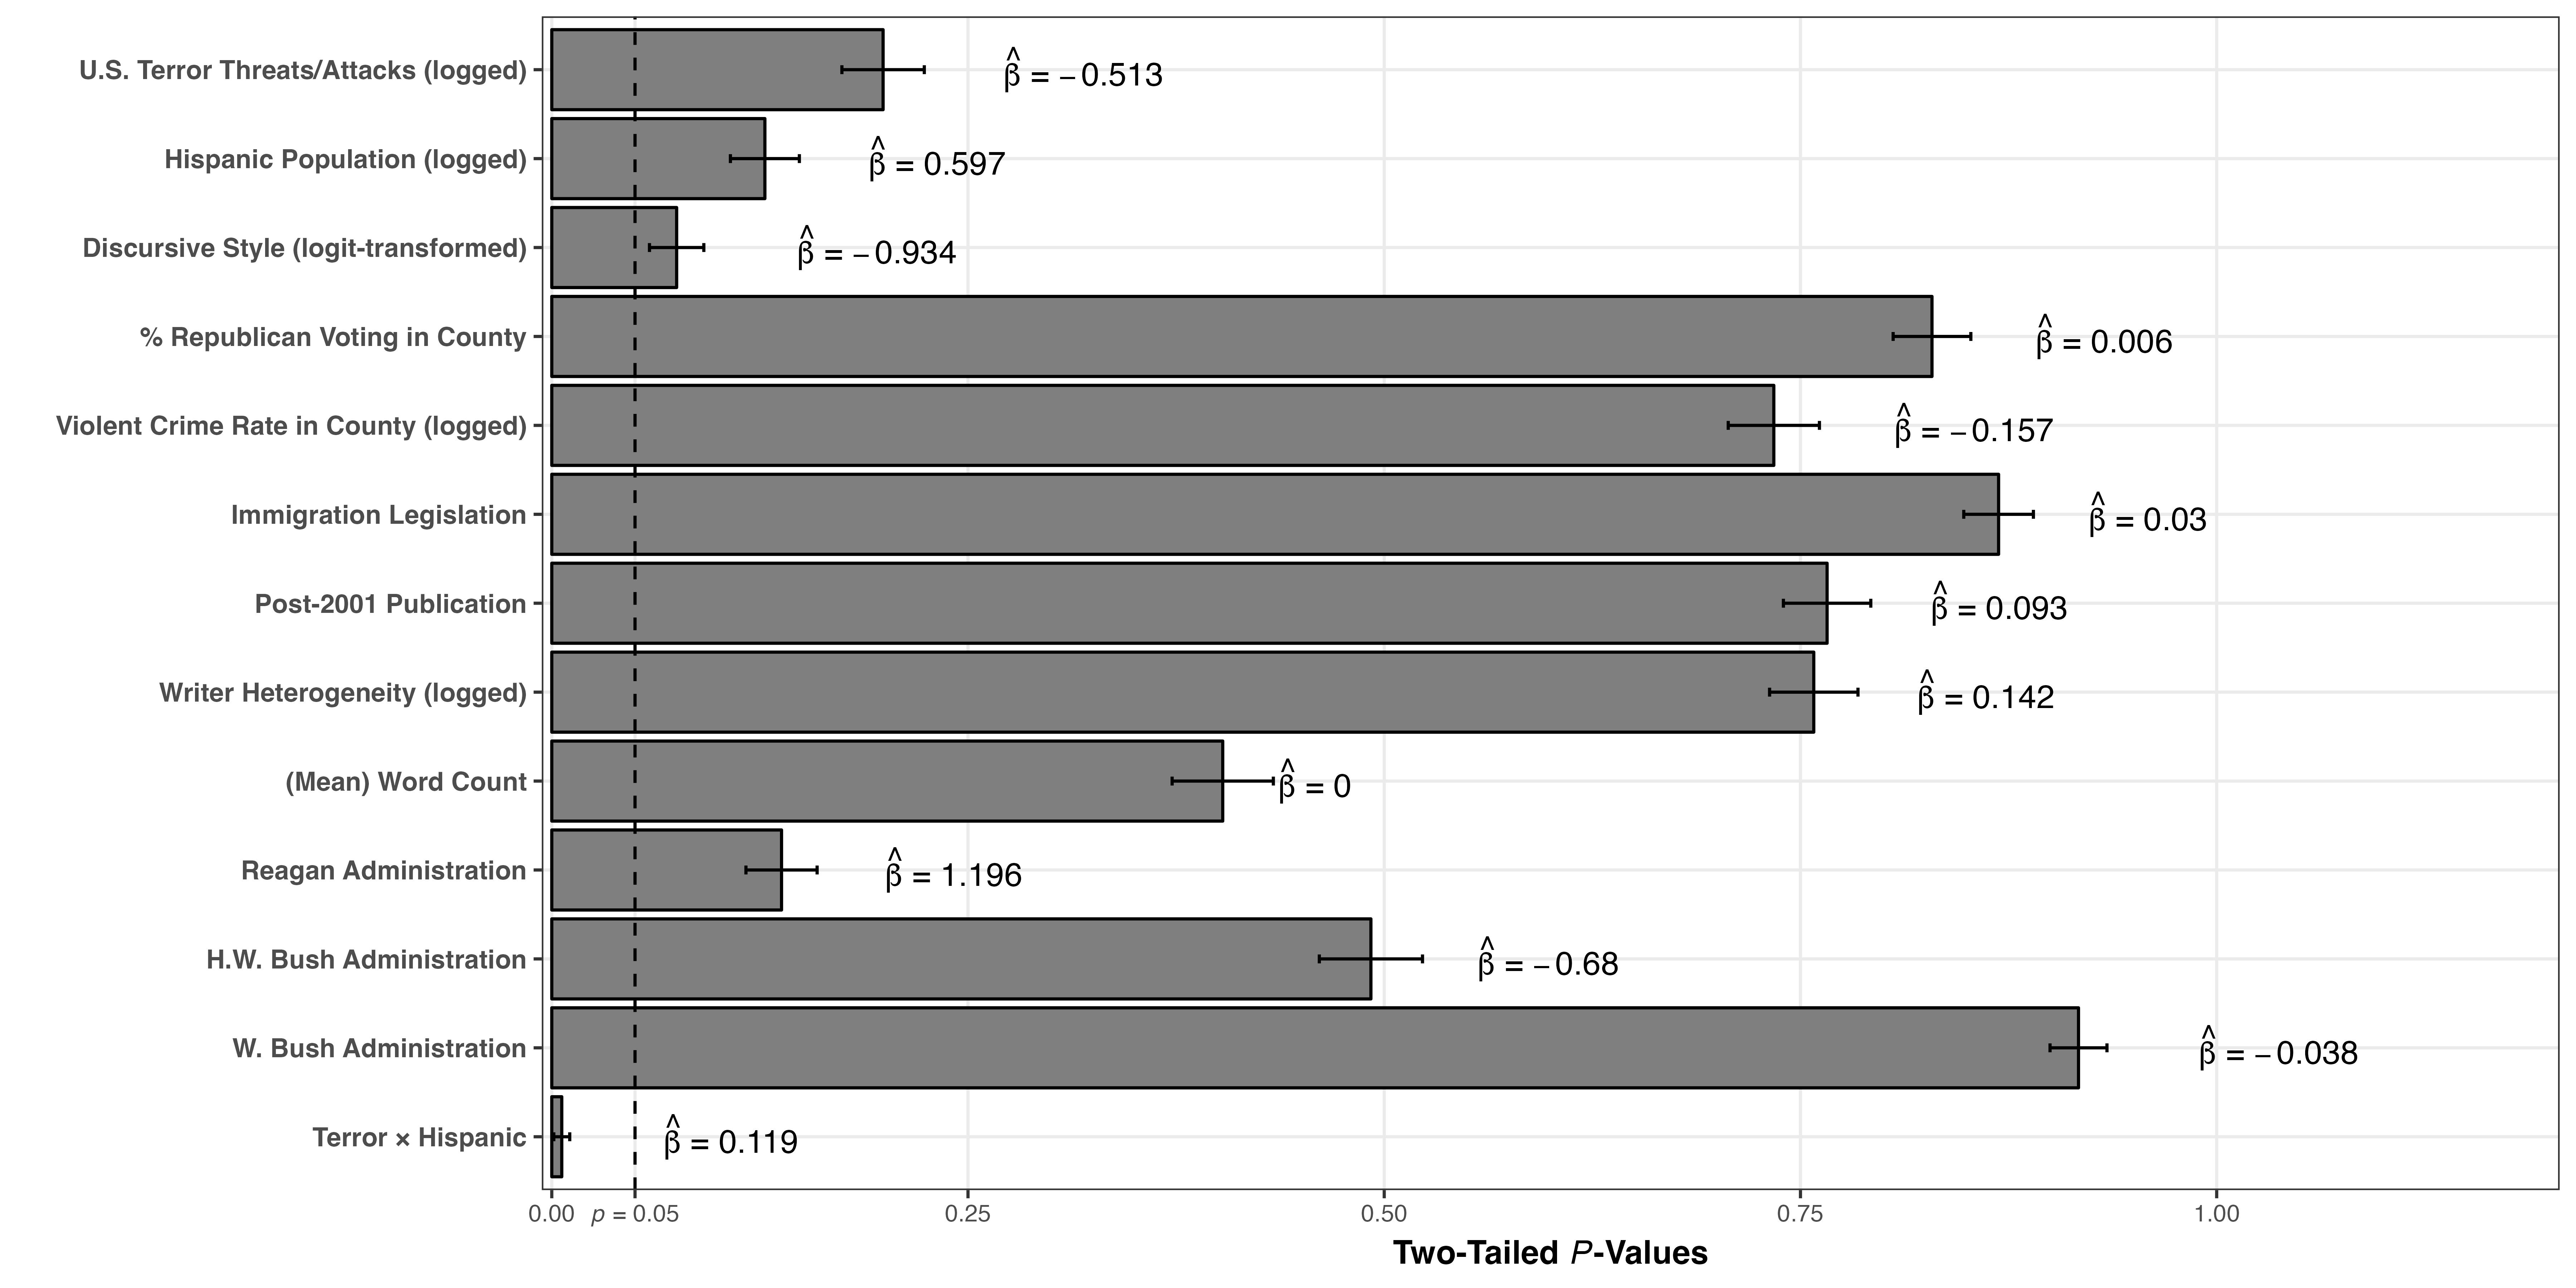 U.S. Terror Threats/Attacks (logged) β̂ = −0.513
Hispanic Population (logged) β̂ = 0.597
Discursive Style (logit-transformed) β̂ = −0.934
% Republican Voting in County β̂ = 0.006
Violent Crime Rate in County (logged) β̂ = −0.157
Immigration Legislation β̂ = 0.03
Post-2001 Publication β̂ = 0.093
Writer Heterogeneity (logged) β̂ = 0.142
(Mean) Word Count β̂ = 0
Reagan Administration β̂ = 1.196
H.W. Bush Administration β̂ = −0.68
W. Bush Administration β̂ = −0.038
Terror × Hispanic β̂ = 0.119
0.00 p = 0.05 0.25 0.50 0.75 1.00
Two-Tailed P-Values